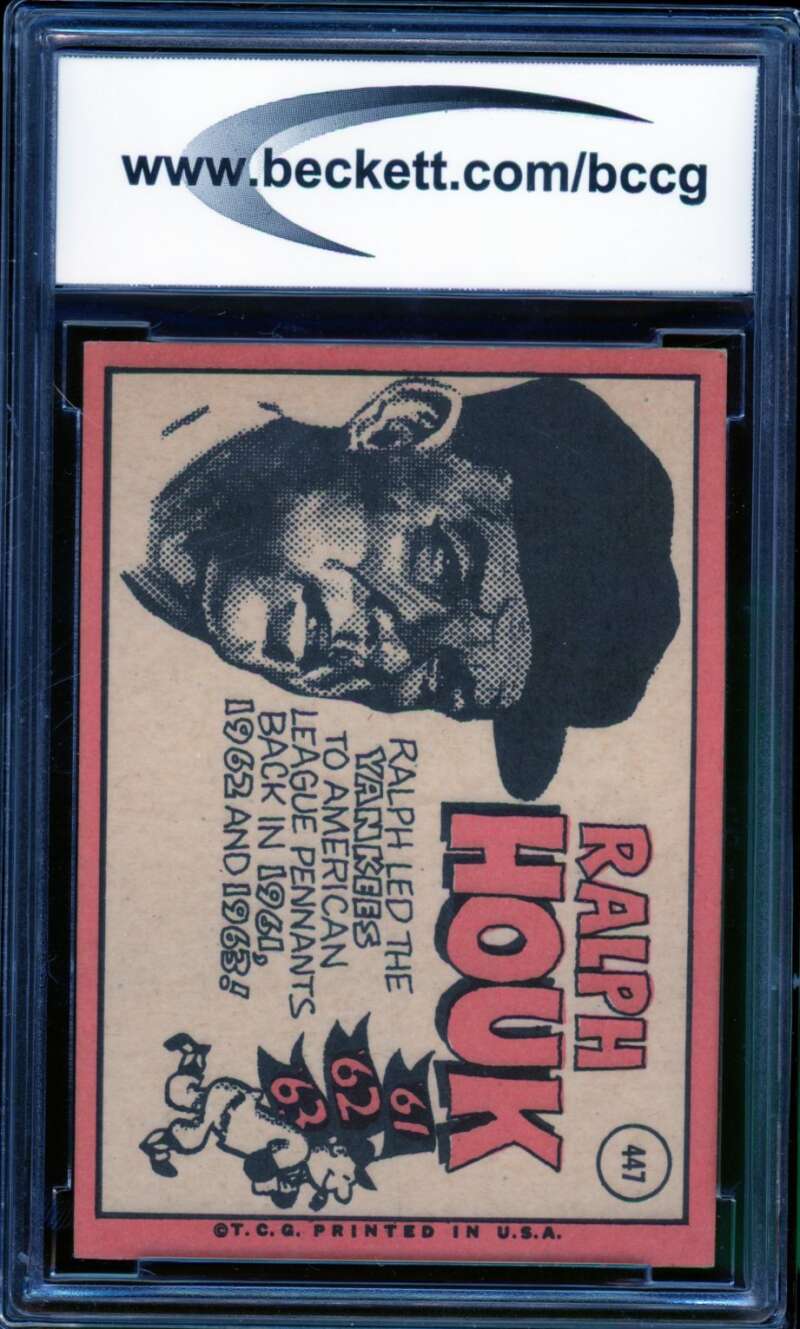 www.beckett.com/bccg
447
RALPH
HOUK
RALPH LED THE
YANKEES
TO AMERICAN
LEAGUE PENNANTS
BACK IN 1961,
1962 AND 1963!
'61
'62
'63
©T.C.G. PRINTED IN U.S.A.